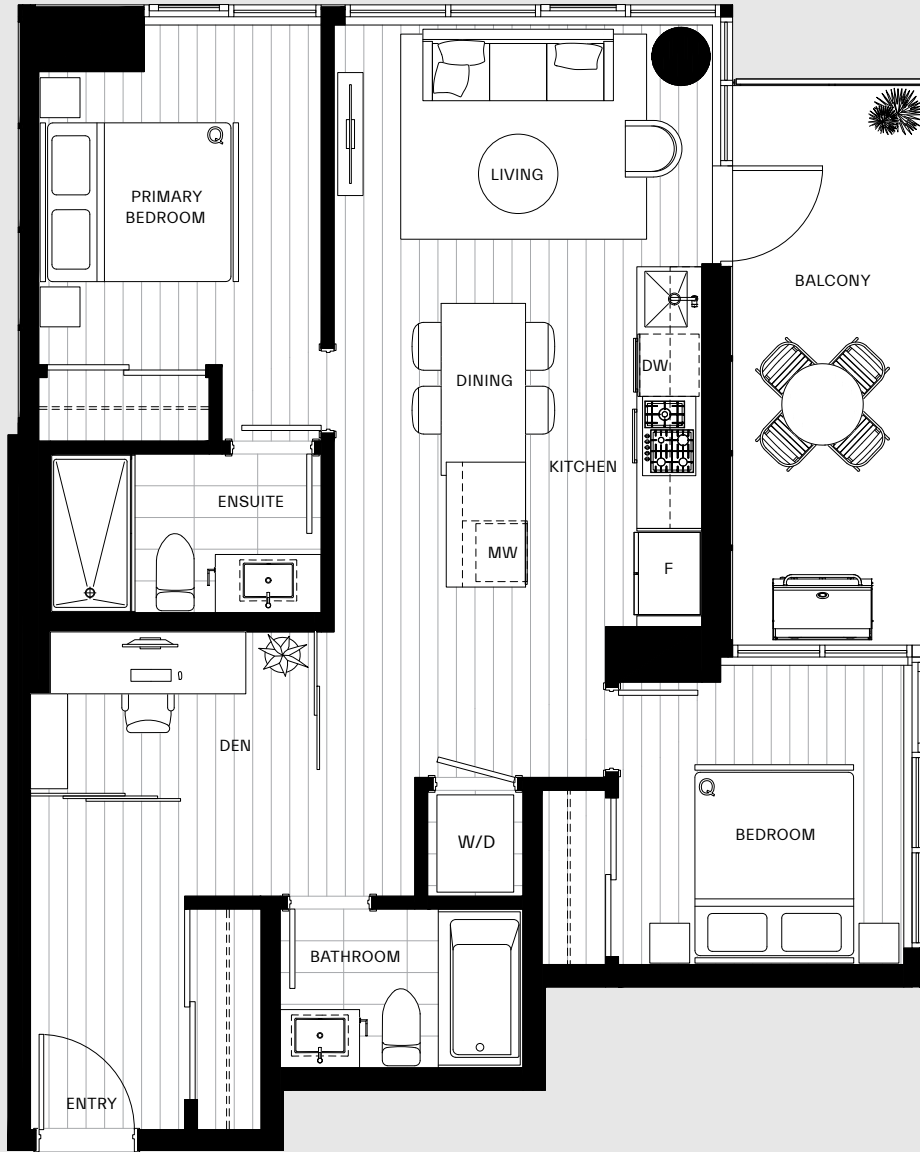 LIVING
PRIMARY
BEDROOM
BALCONY
DW
DINING
KITCHEN
ENSUITE
MW
F
DEN
W/D
BEDROOM
BATHROOM
ENTRY